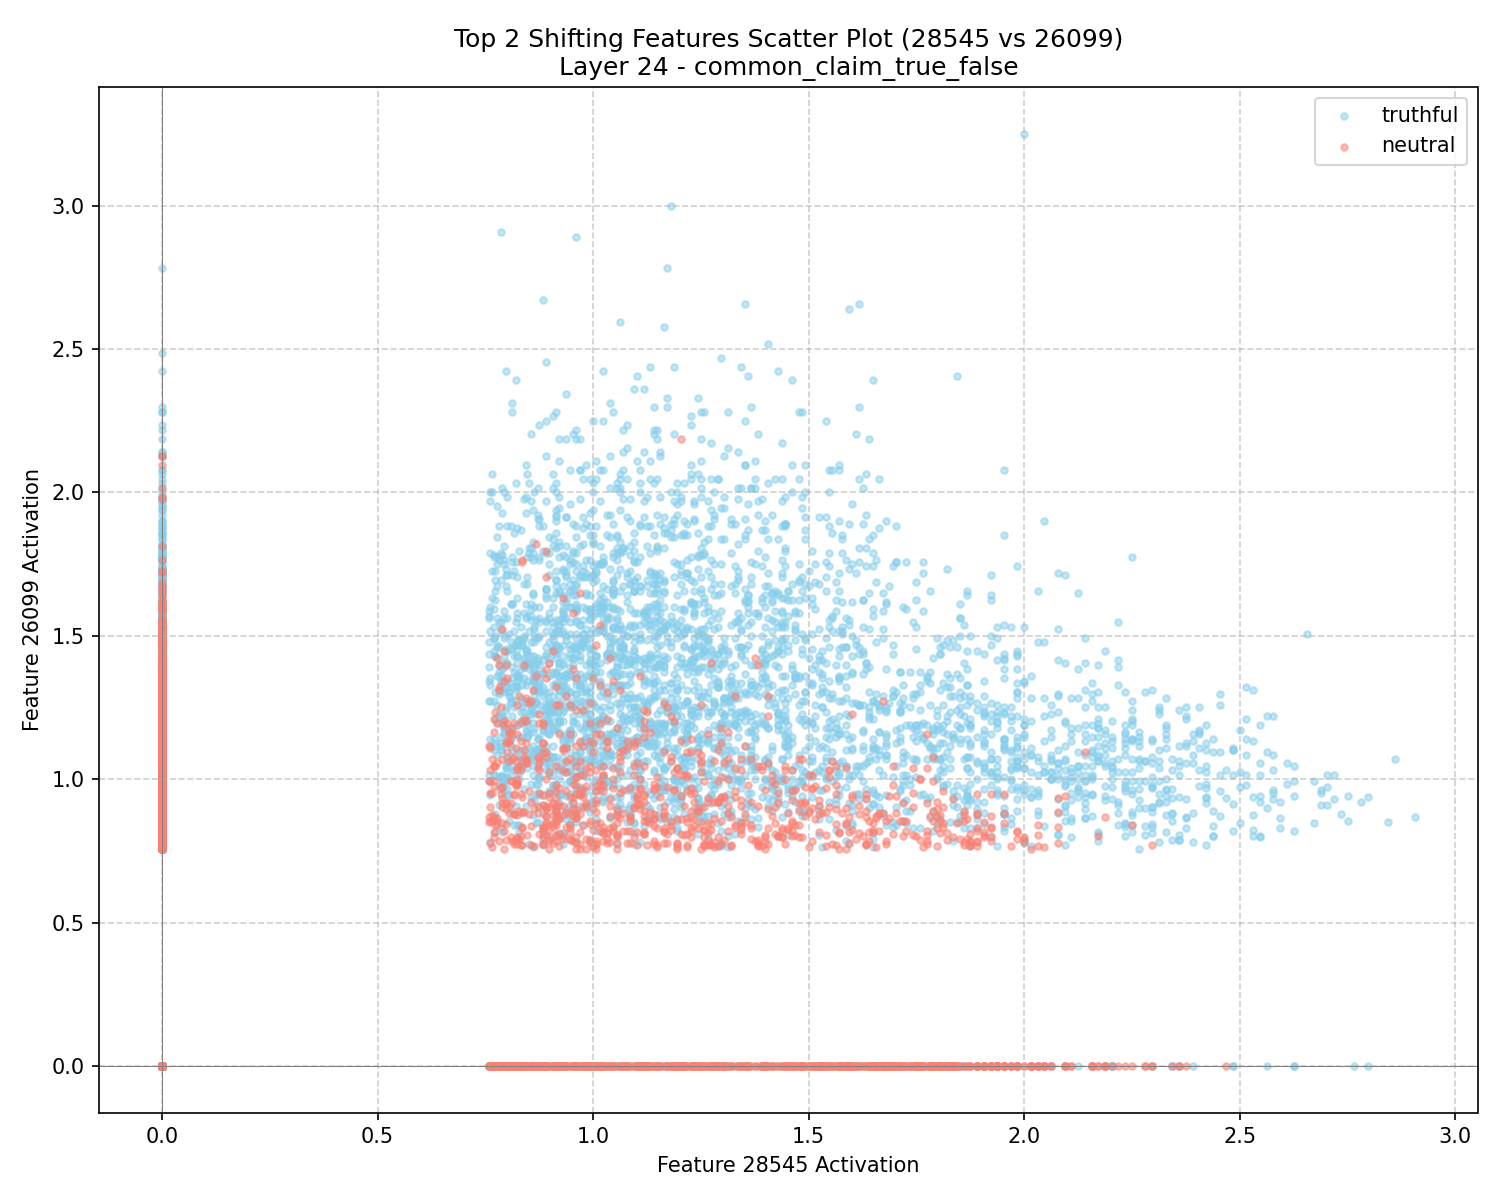 Top 2 Shifting Features Scatter Plot (28545 vs 26099)
Layer 24 - common_claim_true_false
truthful
neutral
3.0
2.5
2.0
1.5
1.0
0.5
0.0
Feature 26099 Activation
0.0 0.5 1.0 1.5 2.0 2.5 3.0
Feature 28545 Activation